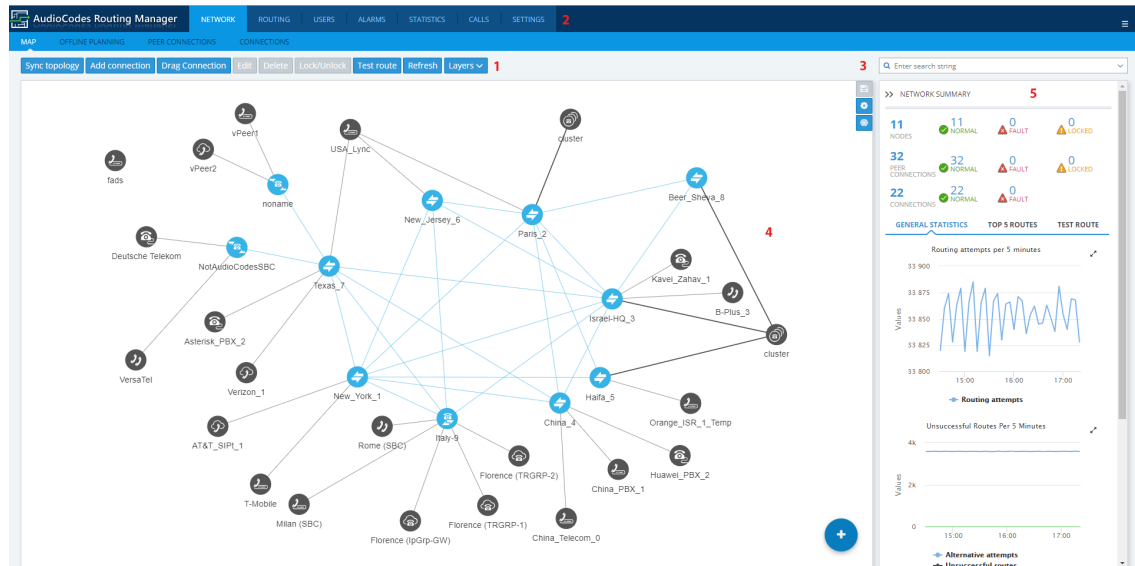 AudioCodes Routing Manager
NETWORK ROUTING USERS ALARMS STATISTICS CALLS SETTINGS 2
MAP OFFLINE PLANNING PEER CONNECTIONS CONNECTIONS
Sync topology Add connection Drag Connection Edit Delete Lock/Unlock Test route Refresh Layers 1
3 Enter search string
vPeer1
vPeer2
fads
noname
USA_Lync
cluster
New_Jersey_6
Paris_2
Beer_Sheva_8
4
Deutsche Telekom
NotAudioCodesSBC
Texas_7
Kavei_Zahav_1
Israel-HQ_3
B-Plus_3
cluster
Asterisk_PBX_2
VersaTel
Verizon_1
New_York_1
Haifa_5
China_4
Orange_ISR_1_Temp
AT&T_SIPt_1
Rome (SBC)
Italy-9
Florence (TRGRP-2)
Huawei_PBX_2
China_PBX_1
T-Mobile
Milan (SBC)
Florence (TRGRP-1)
Florence (IpGrp-GW)
China_Telecom_0
+
NETWORK SUMMARY 5
11 NODES 11 NORMAL 0 FAULT 0 LOCKED
32 PEER CONNECTIONS 32 NORMAL 0 FAULT 0 LOCKED
22 CONNECTIONS 22 NORMAL 0 FAULT
GENERAL STATISTICS TOP 5 ROUTES TEST ROUTE
Routing attempts per 5 minutes
Values
33 900
33 875
33 850
33 825
33 800
15:00 16:00 17:00
Routing attempts
Unsuccessful Routes Per 5 Minutes
Values
4k
2k
0
15:00 16:00 17:00
Alternative attempts
Unsuccessful routes